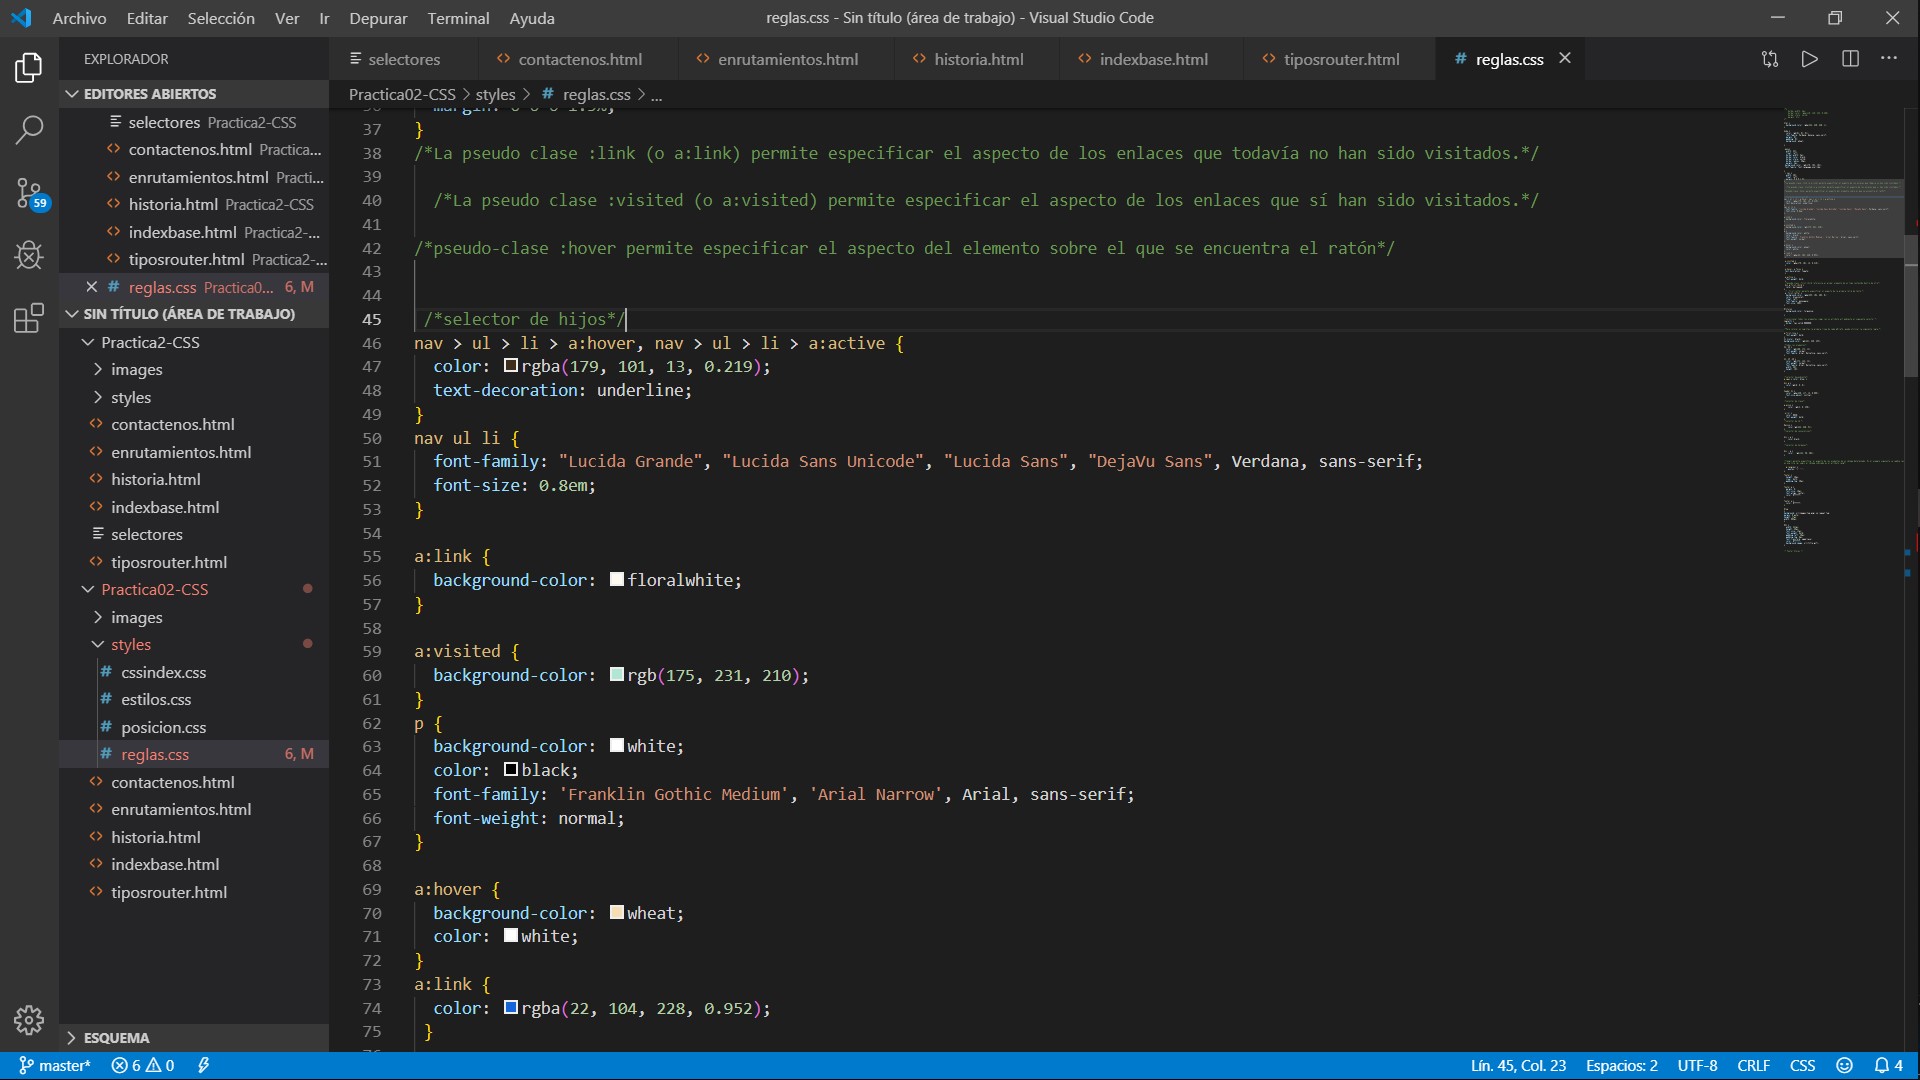 Archivo Editar Selección Ver Ir Depurar Terminal Ayuda
reglas.css - Sin título (área de trabajo) - Visual Studio Code
EXPLORADOR
EDITORES ABIERTOS
selectores Practica2-CSS
contactenos.html Practica...
enrutamientos.html Practi...
historia.html Practica2-CSS
indexbase.html Practica2-...
tiposrouter.html Practica2-...
reglas.css Practica0... 6, M
SIN TÍTULO (ÁREA DE TRABAJO)
Practica2-CSS
images
styles
contactenos.html
enrutamientos.html
historia.html
indexbase.html
selectores
tiposrouter.html
Practica02-CSS
images
styles
# cssindex.css
# estilos.css
# posicion.css
# reglas.css 6, M
contactenos.html
enrutamientos.html
historia.html
indexbase.html
tiposrouter.html
ESQUEMA
59
selectores contactenos.html enrutamientos.html historia.html indexbase.html tiposrouter.html # reglas.css
Practica02-CSS > styles > # reglas.css > ...
37 }
38 /*La pseudo clase :link (o a:link) permite especificar el aspecto de los enlaces que todavía no han sido visitados.*/
39
40 /*La pseudo clase :visited (o a:visited) permite especificar el aspecto de los enlaces que sí han sido visitados.*/
41
42 /*pseudo-clase :hover permite especificar el aspecto del elemento sobre el que se encuentra el ratón*/
43
44
45 /*selector de hijos*/
46 nav > ul > li > a:hover, nav > ul > li > a:active {
47 color: rgba(179, 101, 13, 0.219);
48 text-decoration: underline;
49 }
50 nav ul li {
51 font-family: "Lucida Grande", "Lucida Sans Unicode", "Lucida Sans", "DejaVu Sans", Verdana, sans-serif;
52 font-size: 0.8em;
53 }
54
55 a:link {
56 background-color: floralwhite;
57 }
58
59 a:visited {
60 background-color: rgb(175, 231, 210);
61 }
62 p {
63 background-color: white;
64 color: black;
65 font-family: 'Franklin Gothic Medium', 'Arial Narrow', Arial, sans-serif;
66 font-weight: normal;
67 }
68
69 a:hover {
70 background-color: wheat;
71 color: white;
72 }
73 a:link {
74 color: rgba(22, 104, 228, 0.952);
75 }
master* 6 0 Lín. 45, Col. 23 Espacios: 2 UTF-8 CRLF CSS 4